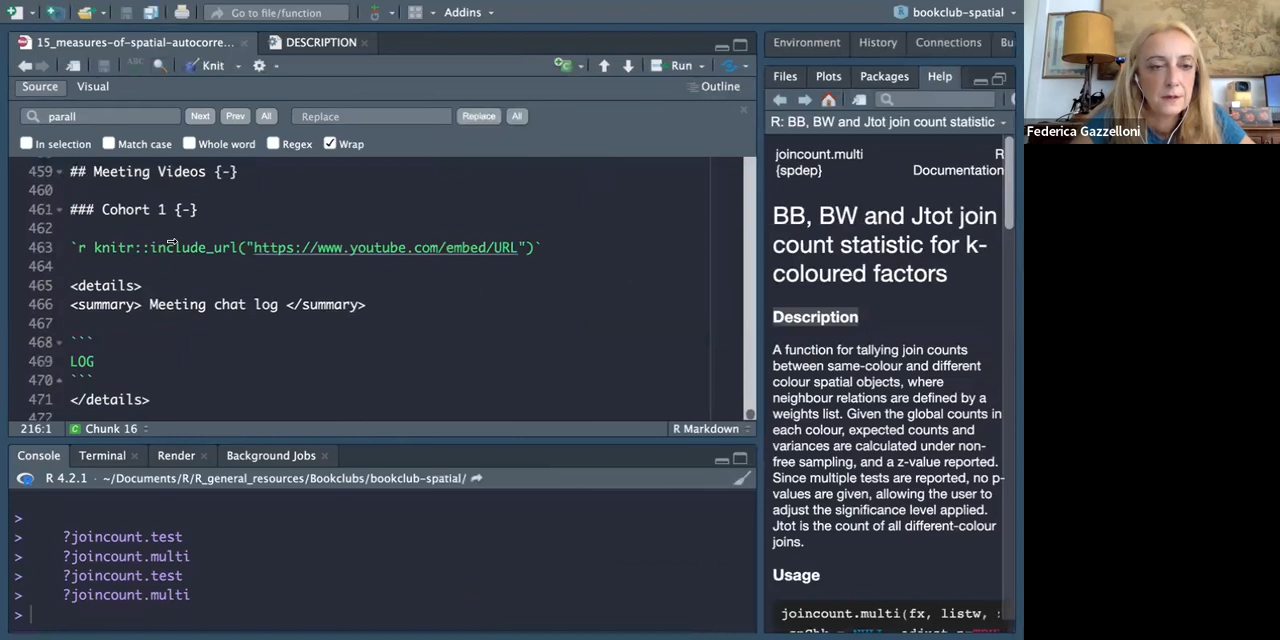 Go to file/function
Addins
bookclub-spatial
15_measures-of-spatial-autocorre...
DESCRIPTION
Environment
History
Connections
Bu
ABC
Knit
Run
Files
Plots
Packages
Help
Source
Visual
Outline
parall
Next
Prev
All
Replace
Replace
All
R: BB, BW and Jtot join count statistic
In selection
Match case
Whole word
Regex
Wrap
459 ## Meeting Videos {-}
460
461 ### Cohort 1 {-}
462
463 `r knitr::include_url("https://www.youtube.com/embed/URL")`
464
465 <details>
466 <summary> Meeting chat log </summary>
467
468 ```
469 LOG
470 ```
471 </details>
472
216:1
Chunk 16
R Markdown
joincount.multi
{spdep}
R
Documentation
BB, BW and Jtot join
count statistic for k-
coloured factors
Description
A function for tallying join counts
between same-colour and different
colour spatial objects, where
neighbour relations are defined by a
weights list. Given the global counts in
each colour, expected counts and
variances are calculated under non-
free sampling, and a z-value reported.
Since multiple tests are reported, no p-
values are given, allowing the user to
adjust the significance level applied.
Jtot is the count of all different-colour
joins.
Usage
joincount.multi(fx, listw,
Console
Terminal
Render
Background Jobs
R 4.2.1 · ~/Documents/R/R_general_resources/Bookclubs/bookclub-spatial/
>
> ?joincount.test
> ?joincount.multi
> ?joincount.test
> ?joincount.multi
>
Federica Gazzelloni